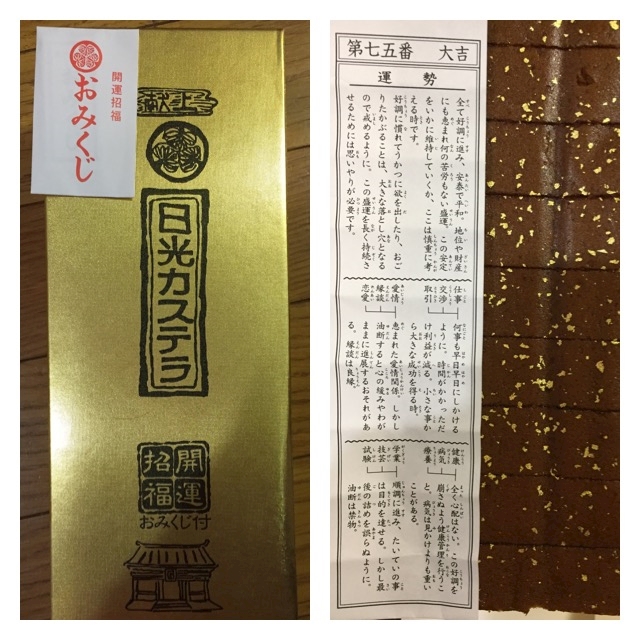 開運招福
おみくじ
献上
日光カステラ
開運
招福
おみくじ付
第七五番　大吉
運勢
全て好調に進み、安泰で平和。地位や財産
にも恵まれ何の苦労もない盛運。この安定
をいかに維持していくか、ここは慎重に考
える時です。
好調に慣れてうかつに欲を出したり、おご
りたかぶることは、大きな落とし穴となる
ので戒めるように。この盛運を長く持続さ
せるためには思いやりが必要です。
仕事
交渉
取引
何事も早目早目にしかける
ように。時間がかかっただ
け利益が減る。小さな事か
ら大きな成功を得る時。
愛情
縁談
恋愛
恵まれた愛情関係。しかし
油断すると心の緩みやわが
ままに進展するおそれがあ
る。縁談は良縁。
健康
病気
療養
全く心配はない。この好調を
崩さぬよう健康管理を行うこ
と。病気は見かけよりも重い
ことがある。
学業
技芸
試験
順調に進み、たいていの事
は目的を達せる。しかし最
後の詰めを誤らぬように。
油断は禁物。